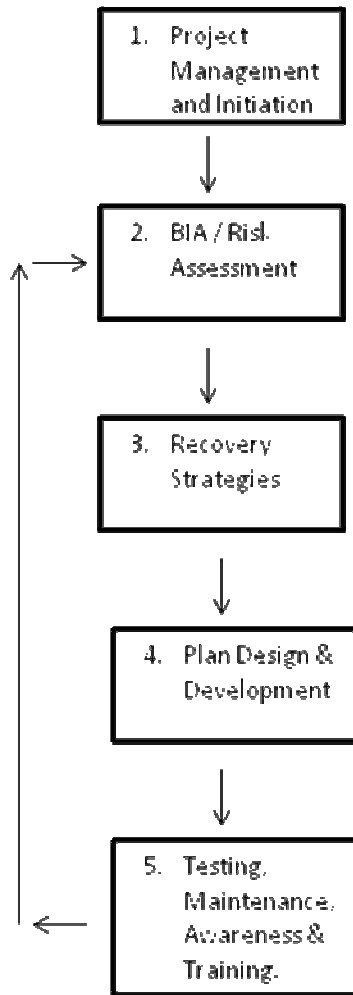 1. Project
Management
and Initiation
2. BIA / Risk
Assessment
3. Recovery
Strategies
4. Plan Design &
Development
5. Testing,
Maintenance,
Awareness &
Training.